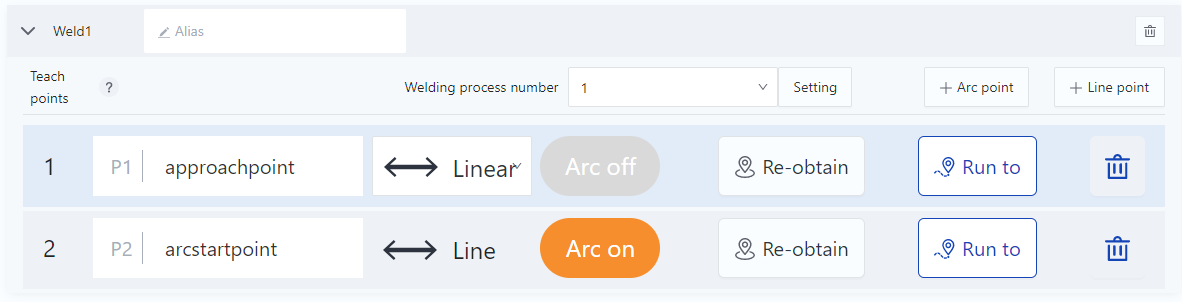 Weld1 Alias
Teach points ? Welding process number 1 Setting + Arc point + Line point
1 P1 approachpoint Linear Arc off Re-obtain Run to
2 P2 arcstartpoint Line Arc on Re-obtain Run to